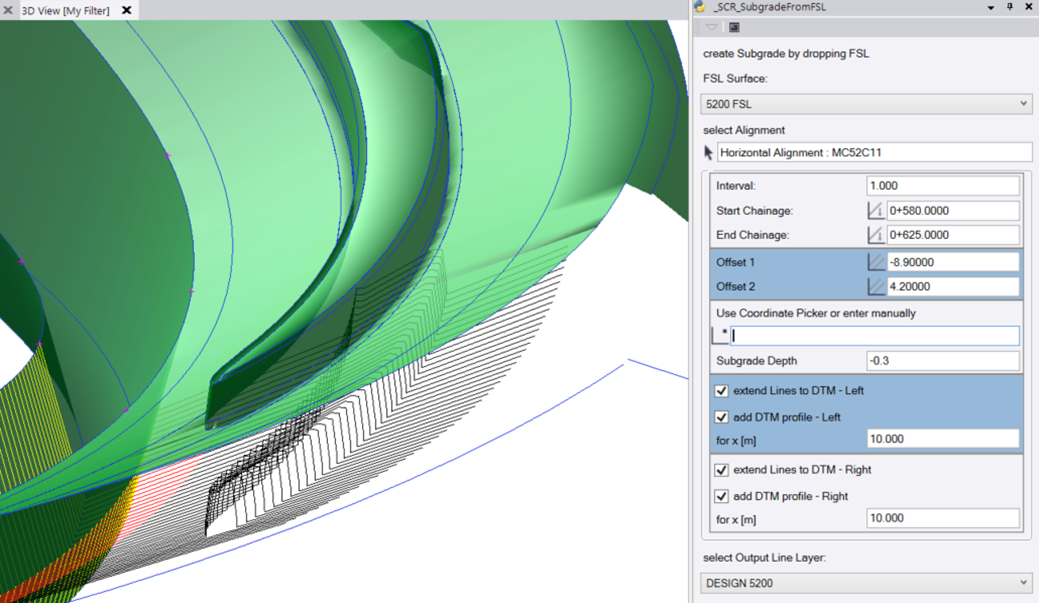 3D View [My Filter]
_SCR_SubgradeFromFSL
create Subgrade by dropping FSL
FSL Surface:
5200 FSL
select Alignment
Horizontal Alignment : MC52C11
Interval:
1.000
Start Chainage:
0+580.0000
End Chainage:
0+625.0000
Offset 1
-8.90000
Offset 2
4.20000
Use Coordinate Picker or enter manually
Subgrade Depth
-0.3
extend Lines to DTM - Left
add DTM profile - Left
for x [m]
10.000
extend Lines to DTM - Right
add DTM profile - Right
for x [m]
10.000
select Output Line Layer:
DESIGN 5200